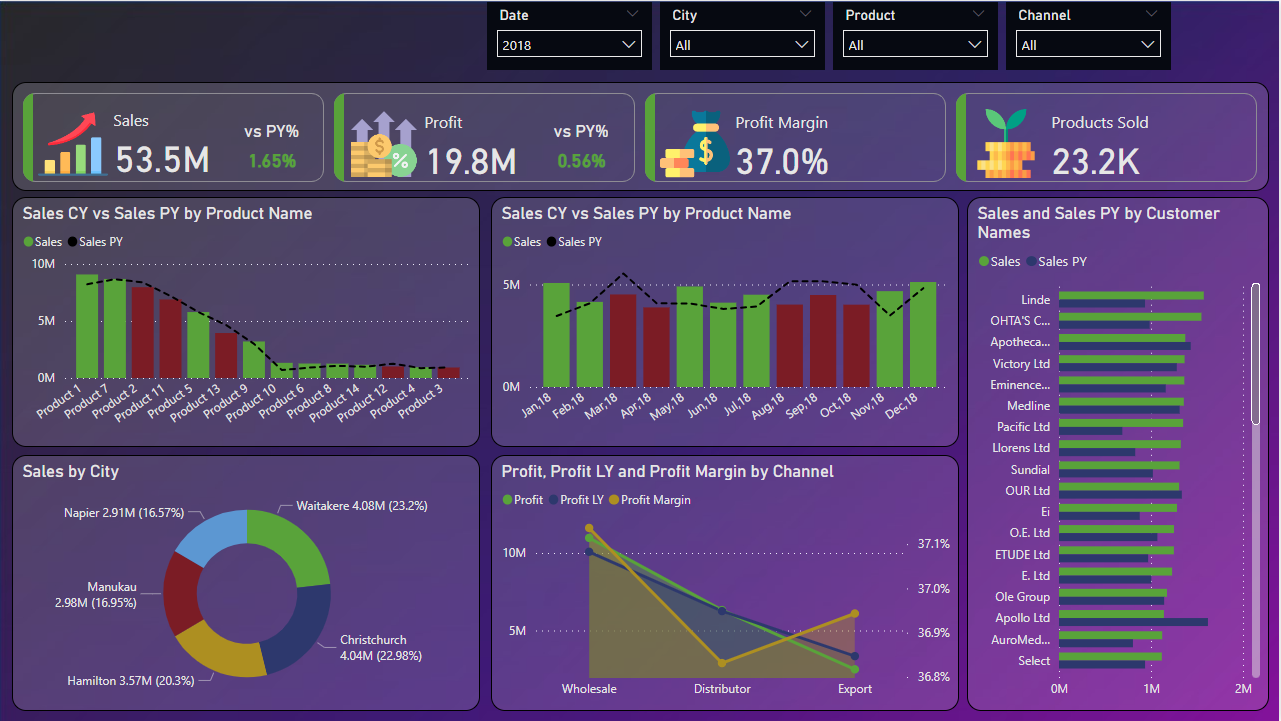 Date
City
Product
Channel
2018
All
All
All
Sales
vs PY%
53.5M
1.65%
Profit
vs PY%
19.8M
0.56%
Profit Margin
37.0%
Products Sold
23.2K
Sales CY vs Sales PY by Product Name
Sales Sales PY
10M
5M
0M
Product 1
Product 7
Product 2
Product 11
Product 5
Product 13
Product 9
Product 10
Product 6
Product 8
Product 14
Product 12
Product 4
Product 3
Sales CY vs Sales PY by Product Name
Sales Sales PY
5M
0M
Jan,18
Feb,18
Mar,18
Apr,18
May,18
Jun,18
Jul,18
Aug,18
Sep,18
Oct,18
Nov,18
Dec,18
Sales and Sales PY by Customer
Names
Sales Sales PY
Linde
OHTA'S C...
Apotheca...
Victory Ltd
Eminence...
Medline
Pacific Ltd
Llorens Ltd
Sundial
OUR Ltd
Ei
O.E. Ltd
ETUDE Ltd
E. Ltd
Ole Group
Apollo Ltd
AuroMed...
Select
0M 1M 2M
Sales by City
Napier 2.91M (16.57%)
Waitakere 4.08M (23.2%)
Manukau
2.98M (16.95%)
Christchurch
4.04M (22.98%)
Hamilton 3.57M (20.3%)
Profit, Profit LY and Profit Margin by Channel
Profit Profit LY Profit Margin
10M
5M
37.1%
37.0%
36.9%
36.8%
Wholesale Distributor Export